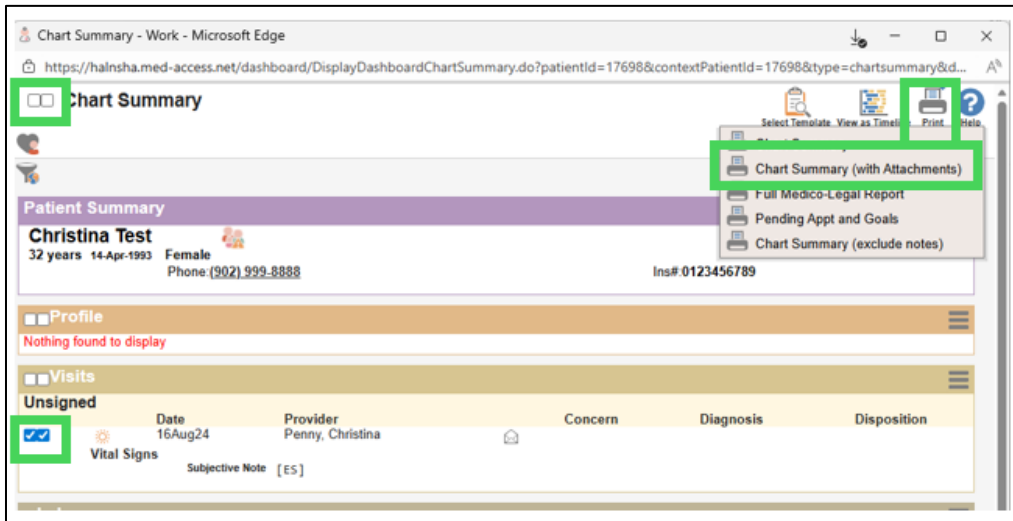 Chart Summary - Work - Microsoft Edge
https://halnsha.med-access.net/dashboard/DisplayDashboardChartSummary.do?patientId=17698&contextPatientId=17698&type=chartsummary&d...
Chart Summary
Select Template View as Timeline Print Help
Chart Summary (with Attachments)
Full Medico-Legal Report
Pending Appt and Goals
Chart Summary (exclude notes)
Patient Summary
Christina Test
32 years 14-Apr-1993 Female
Phone:(902) 999-8888 Ins#:0123456789
Profile
Nothing found to display
Visits
Unsigned
Date Provider Concern Diagnosis Disposition
16Aug24 Penny, Christina
Vital Signs
Subjective Note [ES]